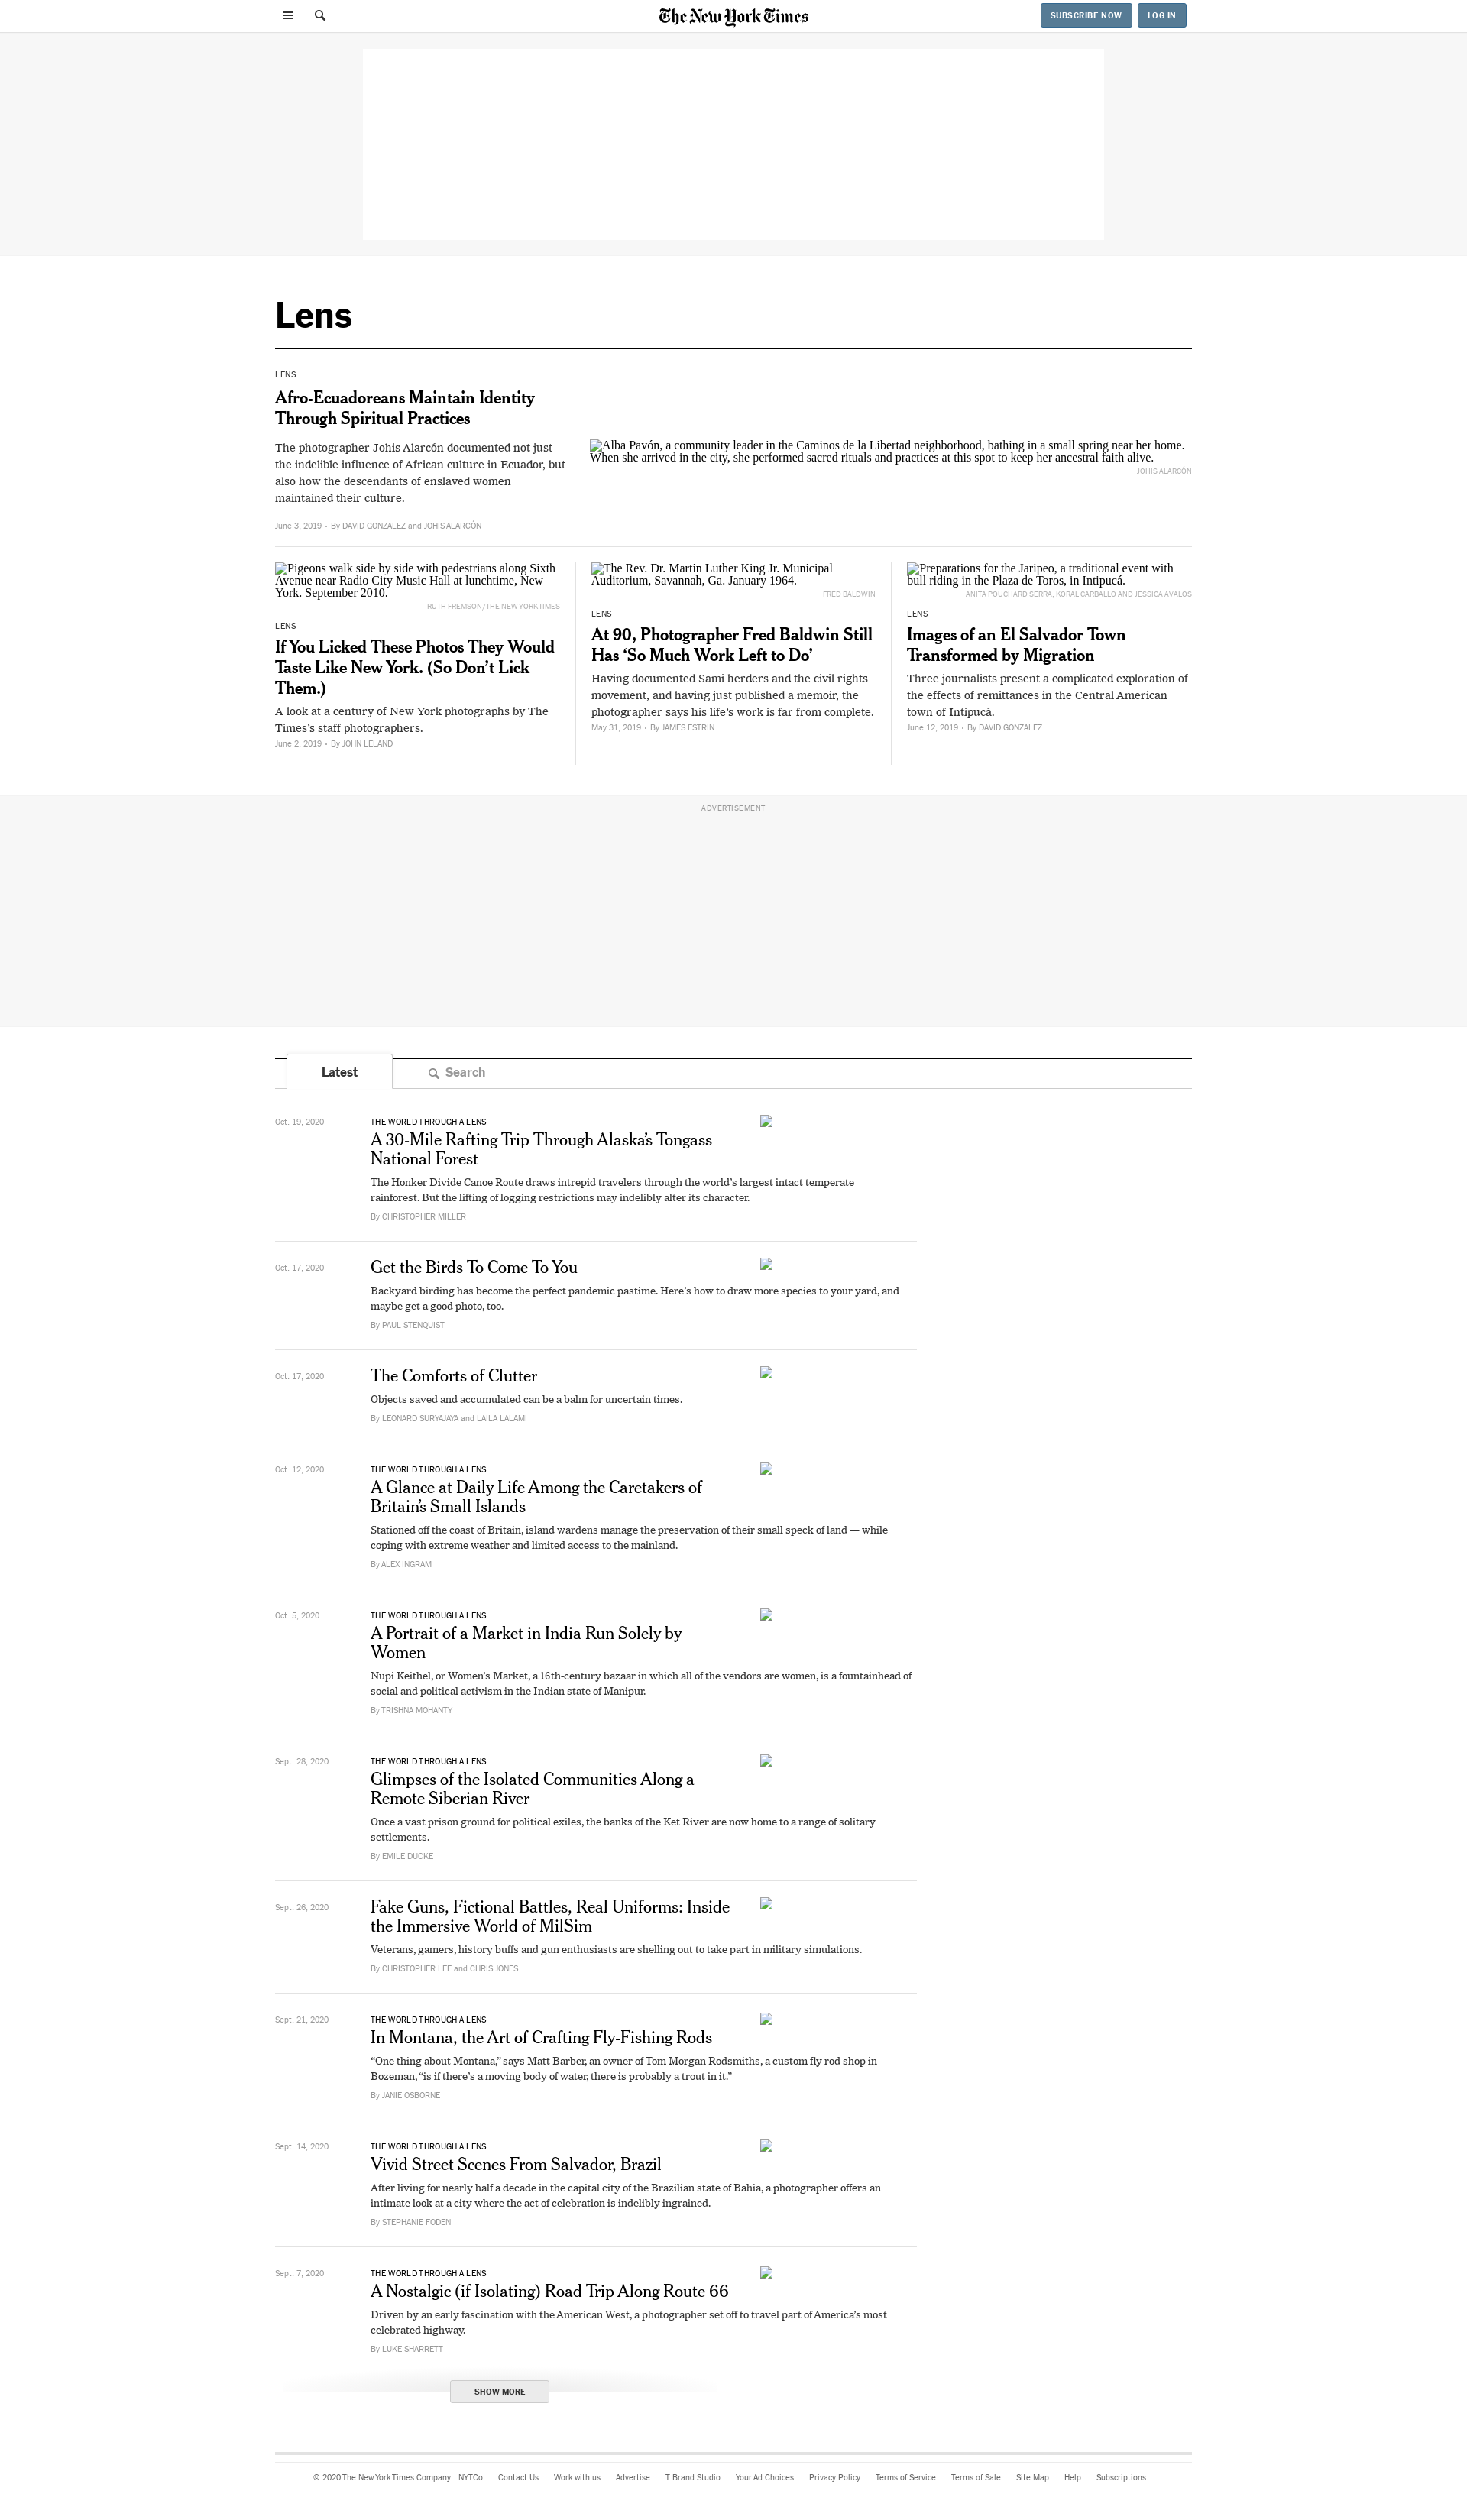 The New York Times
SUBSCRIBE NOW
LOG IN
Lens
LENS
Afro-Ecuadoreans Maintain Identity
Through Spiritual Practices
The photographer Johis Alarcón documented not just
the indelible influence of African culture in Ecuador, but
also how the descendants of enslaved women
maintained their culture.
June 3, 2019 • By DAVID GONZALEZ and JOHIS ALARCÓN
Alba Pavón, a community leader in the Caminos de la Libertad neighborhood, bathing in a small spring near her home.
When she arrived in the city, she performed sacred rituals and practices at this spot to keep her ancestral faith alive.
JOHIS ALARCÓN
Pigeons walk side by side with pedestrians along Sixth
Avenue near Radio City Music Hall at lunchtime, New
York. September 2010.
RUTH FREMSON/THE NEW YORK TIMES
LENS
If You Licked These Photos They Would
Taste Like New York. (So Don’t Lick
Them.)
A look at a century of New York photographs by The
Times’s staff photographers.
June 2, 2019 • By JOHN LELAND
The Rev. Dr. Martin Luther King Jr. Municipal
Auditorium, Savannah, Ga. January 1964.
FRED BALDWIN
LENS
At 90, Photographer Fred Baldwin Still
Has ‘So Much Work Left to Do’
Having documented Sami herders and the civil rights
movement, and having just published a memoir, the
photographer says his life’s work is far from complete.
May 31, 2019 • By JAMES ESTRIN
Preparations for the Jaripeo, a traditional event with
bull riding in the Plaza de Toros, in Intipucá.
ANITA POUCHARD SERRA, KORAL CARBALLO AND JESSICA AVALOS
LENS
Images of an El Salvador Town
Transformed by Migration
Three journalists present a complicated exploration of
the effects of remittances in the Central American
town of Intipucá.
June 12, 2019 • By DAVID GONZALEZ
ADVERTISEMENT
Latest
Search
Oct. 19, 2020
THE WORLD THROUGH A LENS
A 30-Mile Rafting Trip Through Alaska’s Tongass
National Forest
The Honker Divide Canoe Route draws intrepid travelers through the world’s largest intact temperate
rainforest. But the lifting of logging restrictions may indelibly alter its character.
By CHRISTOPHER MILLER
Oct. 17, 2020
Get the Birds To Come To You
Backyard birding has become the perfect pandemic pastime. Here’s how to draw more species to your yard, and
maybe get a good photo, too.
By PAUL STENQUIST
Oct. 17, 2020
The Comforts of Clutter
Objects saved and accumulated can be a balm for uncertain times.
By LEONARD SURYAJAYA and LAILA LALAMI
Oct. 12, 2020
THE WORLD THROUGH A LENS
A Glance at Daily Life Among the Caretakers of
Britain’s Small Islands
Stationed off the coast of Britain, island wardens manage the preservation of their small speck of land — while
coping with extreme weather and limited access to the mainland.
By ALEX INGRAM
Oct. 5, 2020
THE WORLD THROUGH A LENS
A Portrait of a Market in India Run Solely by
Women
Nupi Keithel, or Women’s Market, a 16th-century bazaar in which all of the vendors are women, is a fountainhead of
social and political activism in the Indian state of Manipur.
By TRISHNA MOHANTY
Sept. 28, 2020
THE WORLD THROUGH A LENS
Glimpses of the Isolated Communities Along a
Remote Siberian River
Once a vast prison ground for political exiles, the banks of the Ket River are now home to a range of solitary
settlements.
By EMILE DUCKE
Sept. 26, 2020
Fake Guns, Fictional Battles, Real Uniforms: Inside
the Immersive World of MilSim
Veterans, gamers, history buffs and gun enthusiasts are shelling out to take part in military simulations.
By CHRISTOPHER LEE and CHRIS JONES
Sept. 21, 2020
THE WORLD THROUGH A LENS
In Montana, the Art of Crafting Fly-Fishing Rods
“One thing about Montana,” says Matt Barber, an owner of Tom Morgan Rodsmiths, a custom fly rod shop in
Bozeman, “is if there’s a moving body of water, there is probably a trout in it.”
By JANIE OSBORNE
Sept. 14, 2020
THE WORLD THROUGH A LENS
Vivid Street Scenes From Salvador, Brazil
After living for nearly half a decade in the capital city of the Brazilian state of Bahia, a photographer offers an
intimate look at a city where the act of celebration is indelibly ingrained.
By STEPHANIE FODEN
Sept. 7, 2020
THE WORLD THROUGH A LENS
A Nostalgic (if Isolating) Road Trip Along Route 66
Driven by an early fascination with the American West, a photographer set off to travel part of America’s most
celebrated highway.
By LUKE SHARRETT
SHOW MORE
© 2020 The New York Times Company NYTCo Contact Us Work with us Advertise T Brand Studio Your Ad Choices Privacy Policy Terms of Service Terms of Sale Site Map Help Subscriptions